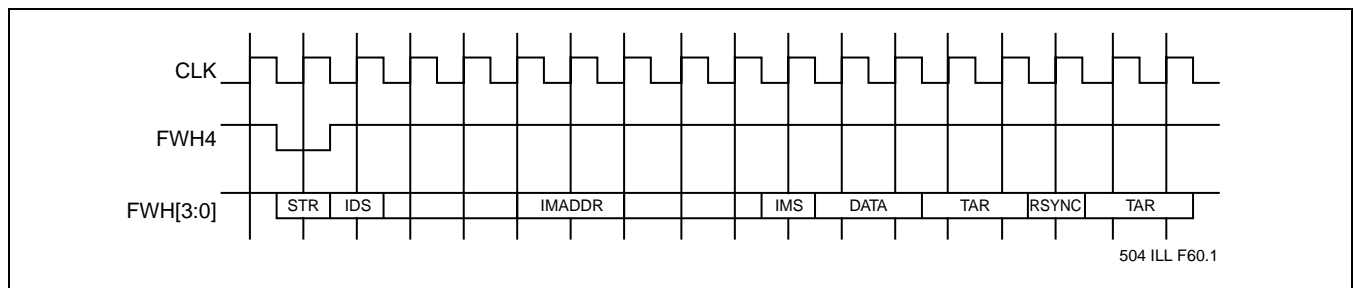 CLK
FWH4
FWH[3:0] STR IDS IMADDR IMS DATA TAR RSYNC TAR
504 ILL F60.1